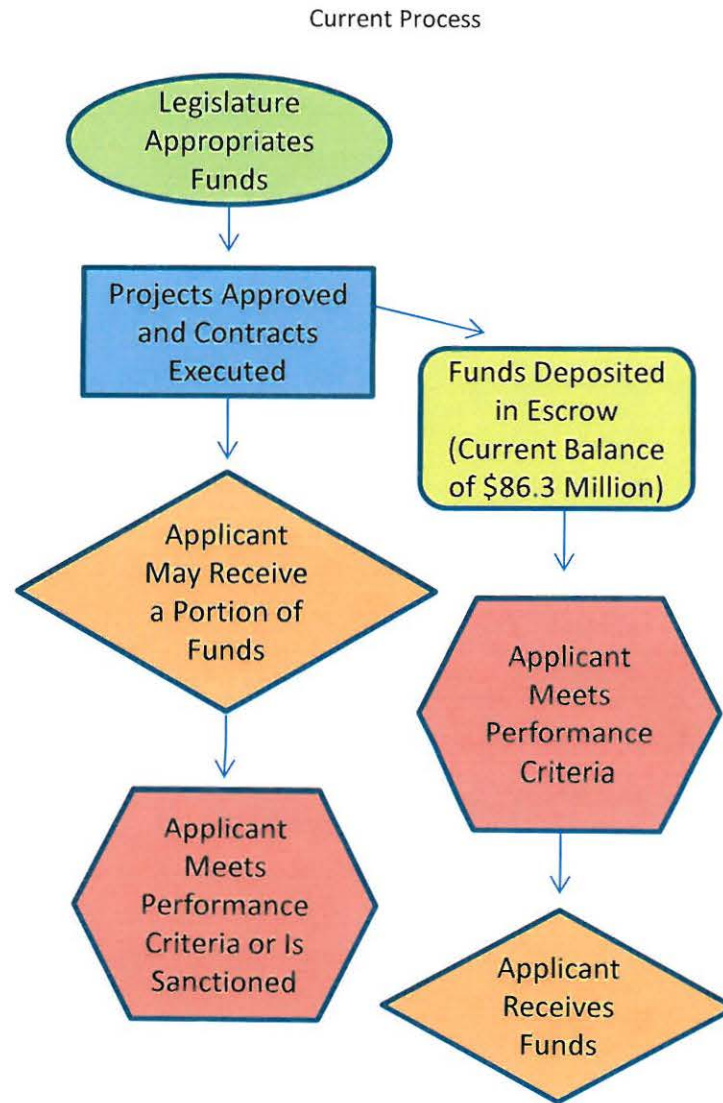 Current Process
Legislature
Appropriates
Funds
Projects Approved
and Contracts
Executed
Funds Deposited
in Escrow
(Current Balance
of $86.3 Million)
Applicant
May Receive
a Portion of
Funds
Applicant
Meets
Performance
Criteria
Applicant
Meets
Performance
Criteria or Is
Sanctioned
Applicant
Receives
Funds